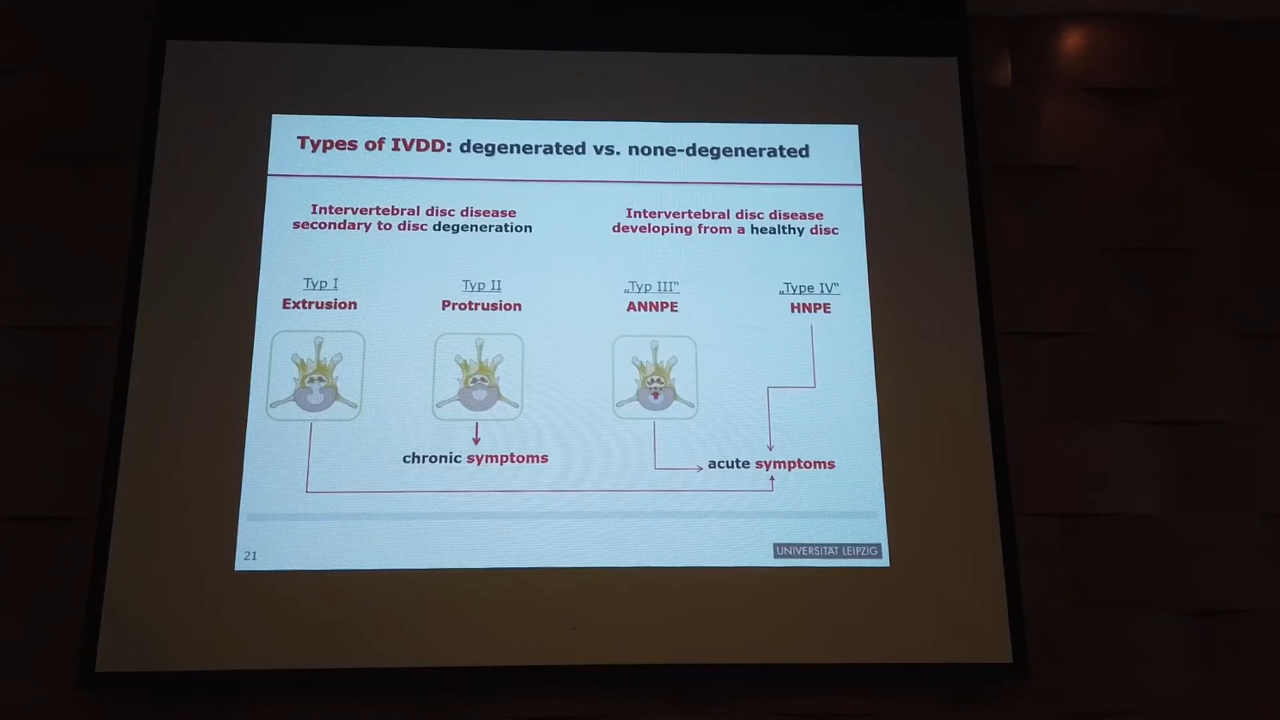 Types of IVDD: degenerated vs. none-degenerated
Intervertebral disc disease
secondary to disc degeneration
Intervertebral disc disease
developing from a healthy disc
Typ I
Extrusion
Typ II
Protrusion
„Typ III“
ANNPE
„Type IV“
HNPE
chronic symptoms
acute symptoms
21
UNIVERSITÄT LEIPZIG